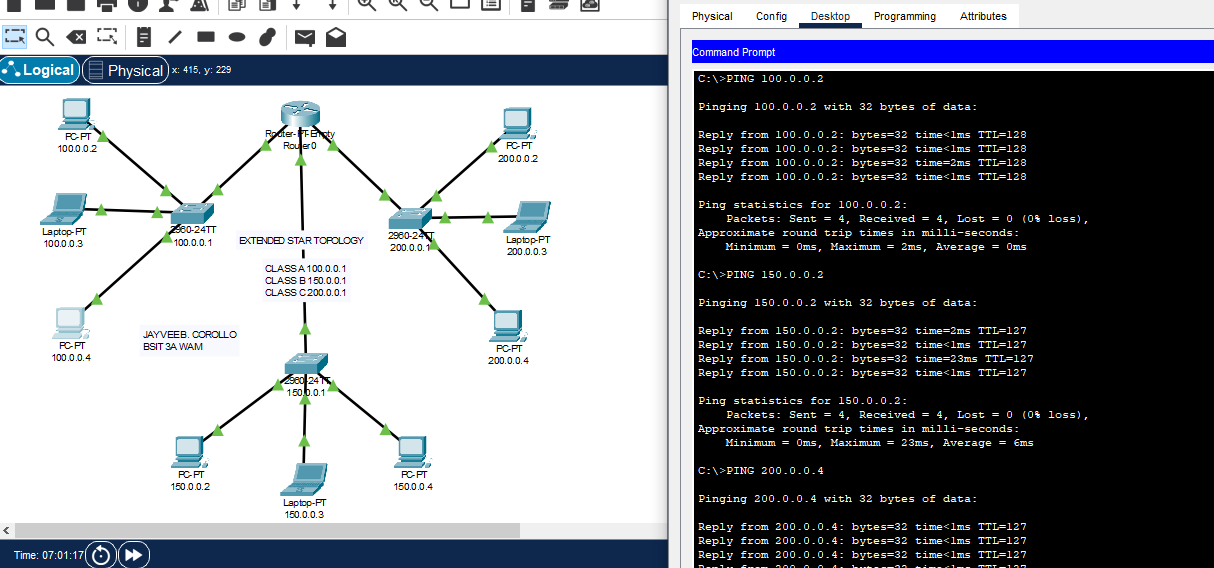 Logical
Physical
x: 415, y: 229
PC-PT
100.0.0.2
Router-PT-Empty
Router0
PC-PT
200.0.0.2
Laptop-PT
100.0.0.3
2960-24TT
100.0.0.1
2960-24TT
200.0.0.1
Laptop-PT
200.0.0.3
EXTENDED STAR TOPOLOGY
CLASS A 100.0.0.1
CLASS B 150.0.0.1
CLASS C 200.0.0.1
JAYVEE B. COROLLO
BSIT 3A WAM
PC-PT
100.0.0.4
PC-PT
200.0.0.4
2960-24TT
150.0.0.1
PC-PT
150.0.0.2
Laptop-PT
150.0.0.3
PC-PT
150.0.0.4
Time: 07:01:17
Physical Config Desktop Programming Attributes
Command Prompt
C:\>PING 100.0.0.2
Pinging 100.0.0.2 with 32 bytes of data:
Reply from 100.0.0.2: bytes=32 time<1ms TTL=128
Reply from 100.0.0.2: bytes=32 time<1ms TTL=128
Reply from 100.0.0.2: bytes=32 time=2ms TTL=128
Reply from 100.0.0.2: bytes=32 time<1ms TTL=128
Ping statistics for 100.0.0.2:
Packets: Sent = 4, Received = 4, Lost = 0 (0% loss),
Approximate round trip times in milli-seconds:
Minimum = 0ms, Maximum = 2ms, Average = 0ms
C:\>PING 150.0.0.2
Pinging 150.0.0.2 with 32 bytes of data:
Reply from 150.0.0.2: bytes=32 time=2ms TTL=127
Reply from 150.0.0.2: bytes=32 time<1ms TTL=127
Reply from 150.0.0.2: bytes=32 time=23ms TTL=127
Reply from 150.0.0.2: bytes=32 time<1ms TTL=127
Ping statistics for 150.0.0.2:
Packets: Sent = 4, Received = 4, Lost = 0 (0% loss),
Approximate round trip times in milli-seconds:
Minimum = 0ms, Maximum = 23ms, Average = 6ms
C:\>PING 200.0.0.4
Pinging 200.0.0.4 with 32 bytes of data:
Reply from 200.0.0.4: bytes=32 time<1ms TTL=127
Reply from 200.0.0.4: bytes=32 time<1ms TTL=127
Reply from 200.0.0.4: bytes=32 time<1ms TTL=127